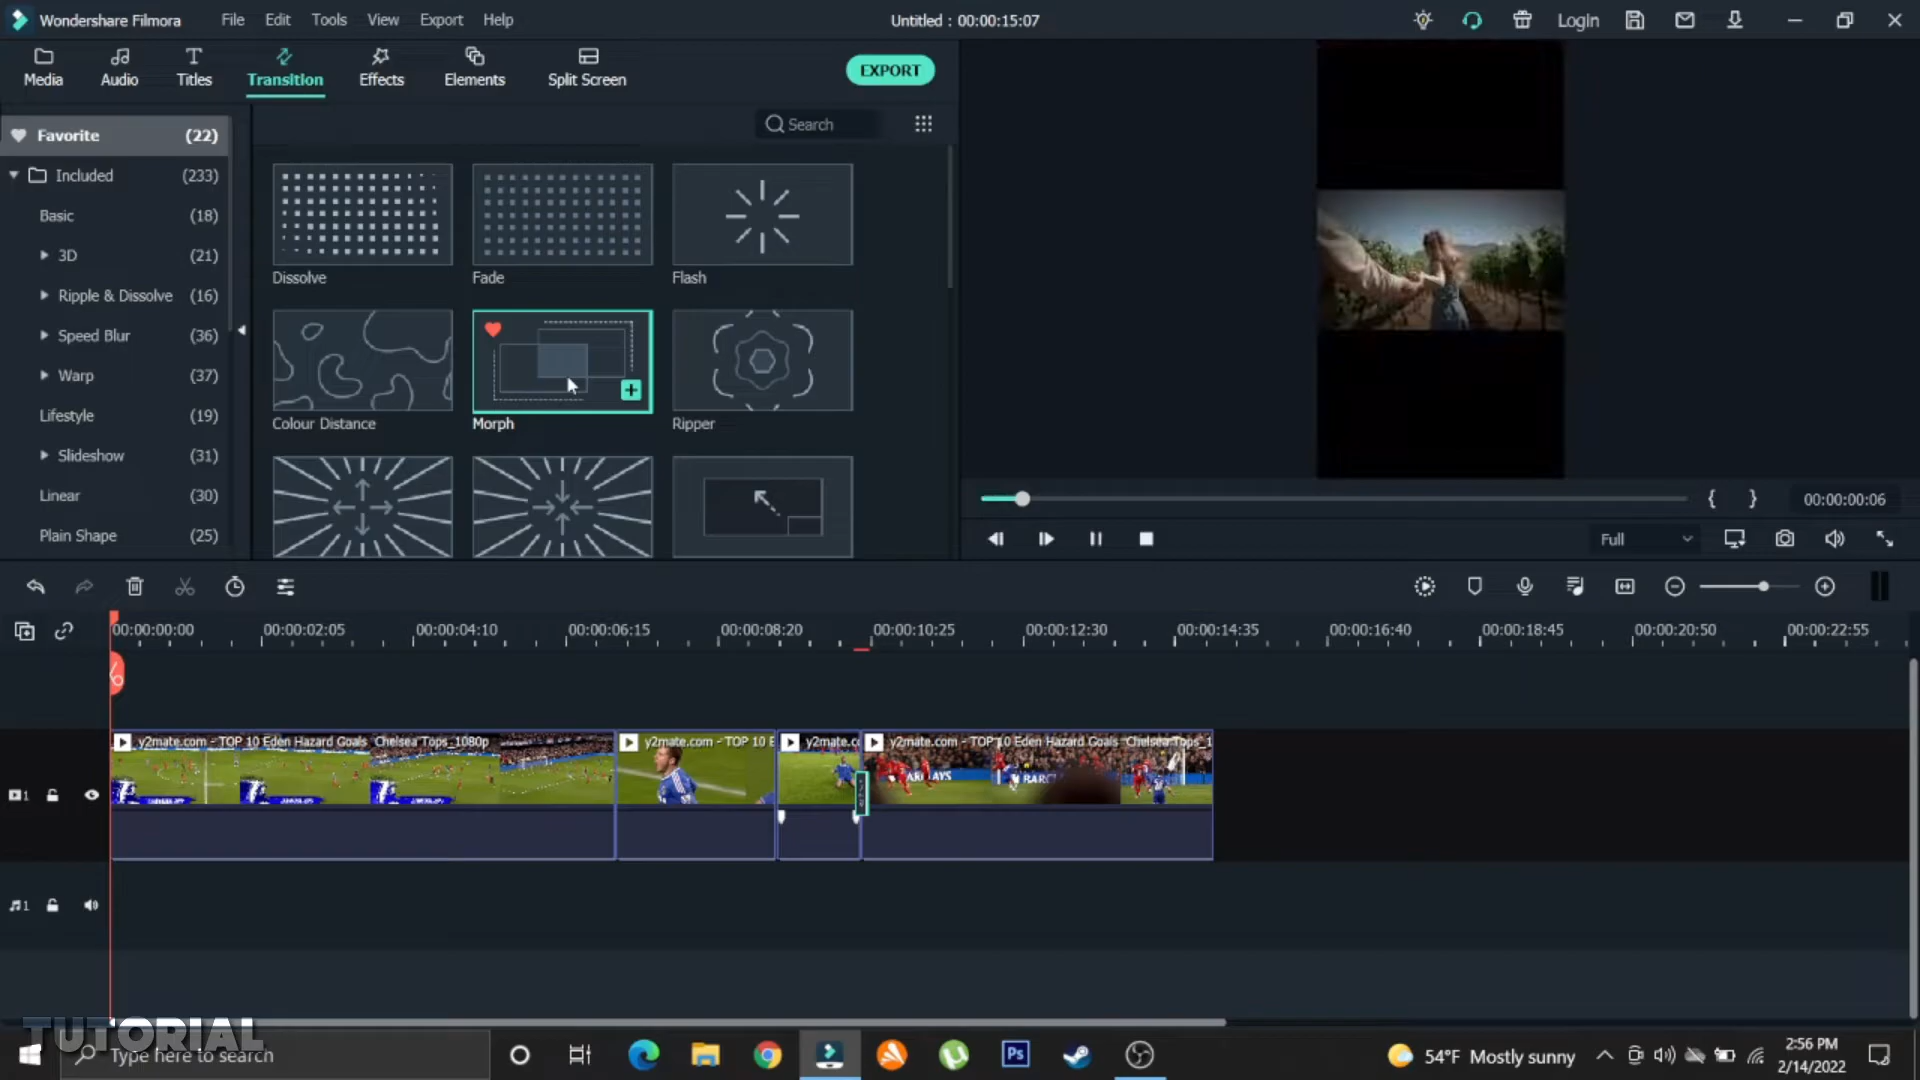 Wondershare Filmora File Edit Tools View Export Help Untitled : 00:00:15:07 Login
Media Audio Titles Transition Effects Elements Split Screen EXPORT
Favorite (22) Search
Included (233)
Basic (18)
3D (21)
Dissolve Fade Flash
Ripple & Dissolve (16)
Speed Blur (36)
Warp (37)
Lifestyle (19)
Colour Distance Morph Ripper
Slideshow (31)
Linear (30)
{ } 00:00:00:06
Plain Shape (25)
Full
00:00:00:00 00:00:02:05 00:00:04:10 00:00:06:15 00:00:08:20 00:00:10:25 00:00:12:30 00:00:14:35 00:00:16:40 00:00:18:45 00:00:20:50 00:00:22:55
y2mate.com - TOP 10 Eden Hazard Goals Chelsea Tops_1080p y2mate.com - TOP 10 E y2mate.co y2mate.com - TOP 10 Eden Hazard Goals Chelsea Tops_1
1
1
TUTORIAL
Type here to search Ps 54°F Mostly sunny 2:56 PM
2/14/2022